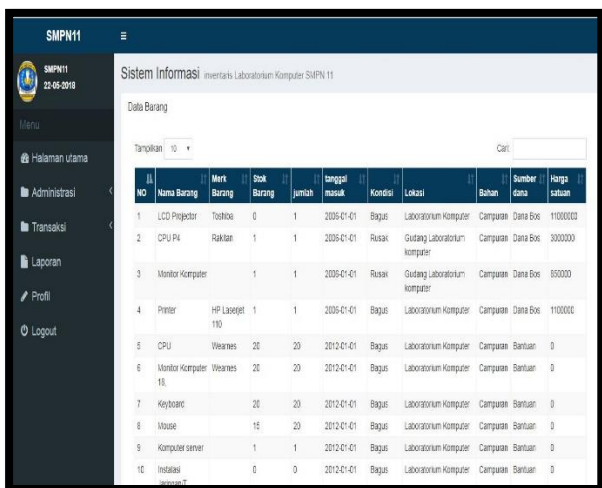 SMPN11
SMPN11
22-05-2018
Menu
Halaman utama
Administrasi
Transaksi
Laporan
Profil
Logout
Sistem Informasi inventaris Laboratorium Komputer SMPN 11
Data Barang
Tampilkan 10
Cari:
NO Nama Barang Merk Barang Stok Barang jumlah tanggal masuk Kondisi Lokasi Bahan Sumber dana Harga satuan
1 LCD Projector Toshiba 0 1 2006-01-01 Bagus Laboratorium Komputer Campuran Dana Bos 11000000
2 CPU P4 Rakitan 1 1 2006-01-01 Rusak Gudang Laboratorium komputer Campuran Dana Bos 3000000
3 Monitor Komputer 1 1 2006-01-01 Rusak Gudang Laboratorium komputer Campuran Dana Bos 850000
4 Printer HP Laserjet 110 1 1 2006-01-01 Bagus Laboratorium Komputer Campuran Dana Bos 1100000
5 CPU Wearnes 20 20 2012-01-01 Bagus Laboratorium Komputer Campuran Bantuan 0
6 Monitor Komputer 18, Wearnes 20 20 2012-01-01 Bagus Laboratorium Komputer Campuran Bantuan 0
7 Keyboard 20 20 2012-01-01 Bagus Laboratorium Komputer Campuran Bantuan 0
8 Mouse 15 20 2012-01-01 Bagus Laboratorium Komputer Campuran Bantuan 0
9 Komputer server 1 1 2012-01-01 Bagus Laboratorium Komputer Campuran Bantuan 0
10 Instalasi 0 0 2012-01-01 Bagus Laboratorium Komputer Campuran Bantuan 0